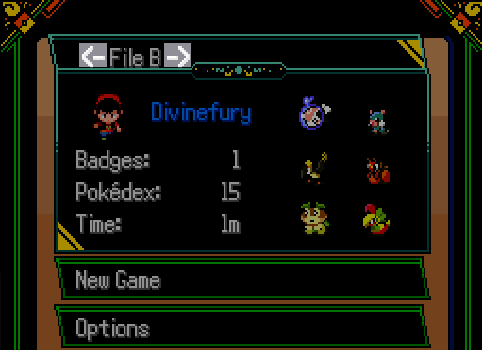 File B
Divinefury
Badges: 1
Pokédex: 15
Time: 1m
New Game
Options